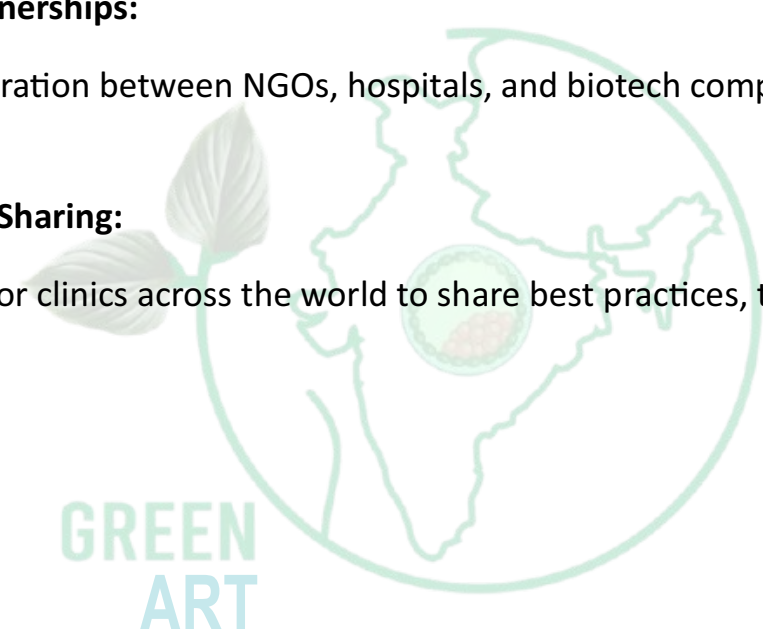 nerships:
ration between NGOs, hospitals, and biotech comp
Sharing:
or clinics across the world to share best practices, t
GREEN
ART